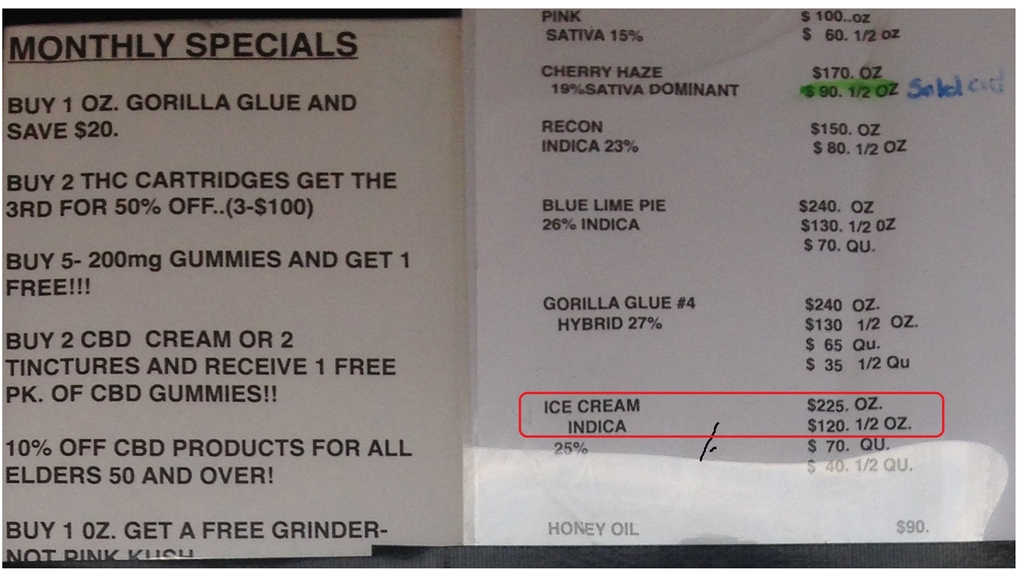 MONTHLY SPECIALS
BUY 1 OZ. GORILLA GLUE AND
SAVE $20.
BUY 2 THC CARTRIDGES GET THE
3RD FOR 50% OFF..(3-$100)
BUY 5- 200mg GUMMIES AND GET 1
FREE!!!
BUY 2 CBD CREAM OR 2
TINCTURES AND RECEIVE 1 FREE
PK. OF CBD GUMMIES!!
10% OFF CBD PRODUCTS FOR ALL
ELDERS 50 AND OVER!
BUY 1 0Z. GET A FREE GRINDER-
NOT PINK KUSH
PINK $ 100..oz
SATIVA 15% $ 60. 1/2 oz
CHERRY HAZE $170. OZ
19%SATIVA DOMINANT $ 90. 1/2 OZ Sold out
RECON $150. OZ
INDICA 23% $ 80. 1/2 OZ
BLUE LIME PIE $240. OZ
26% INDICA $130. 1/2 0Z
$ 70. QU.
GORILLA GLUE #4 $240 OZ.
HYBRID 27% $130 1/2 OZ.
$ 65 Qu.
$ 35 1/2 Qu
ICE CREAM $225. OZ.
INDICA $120. 1/2 OZ.
25% $ 70. QU.
$ 40. 1/2 QU.
HONEY OIL $90.